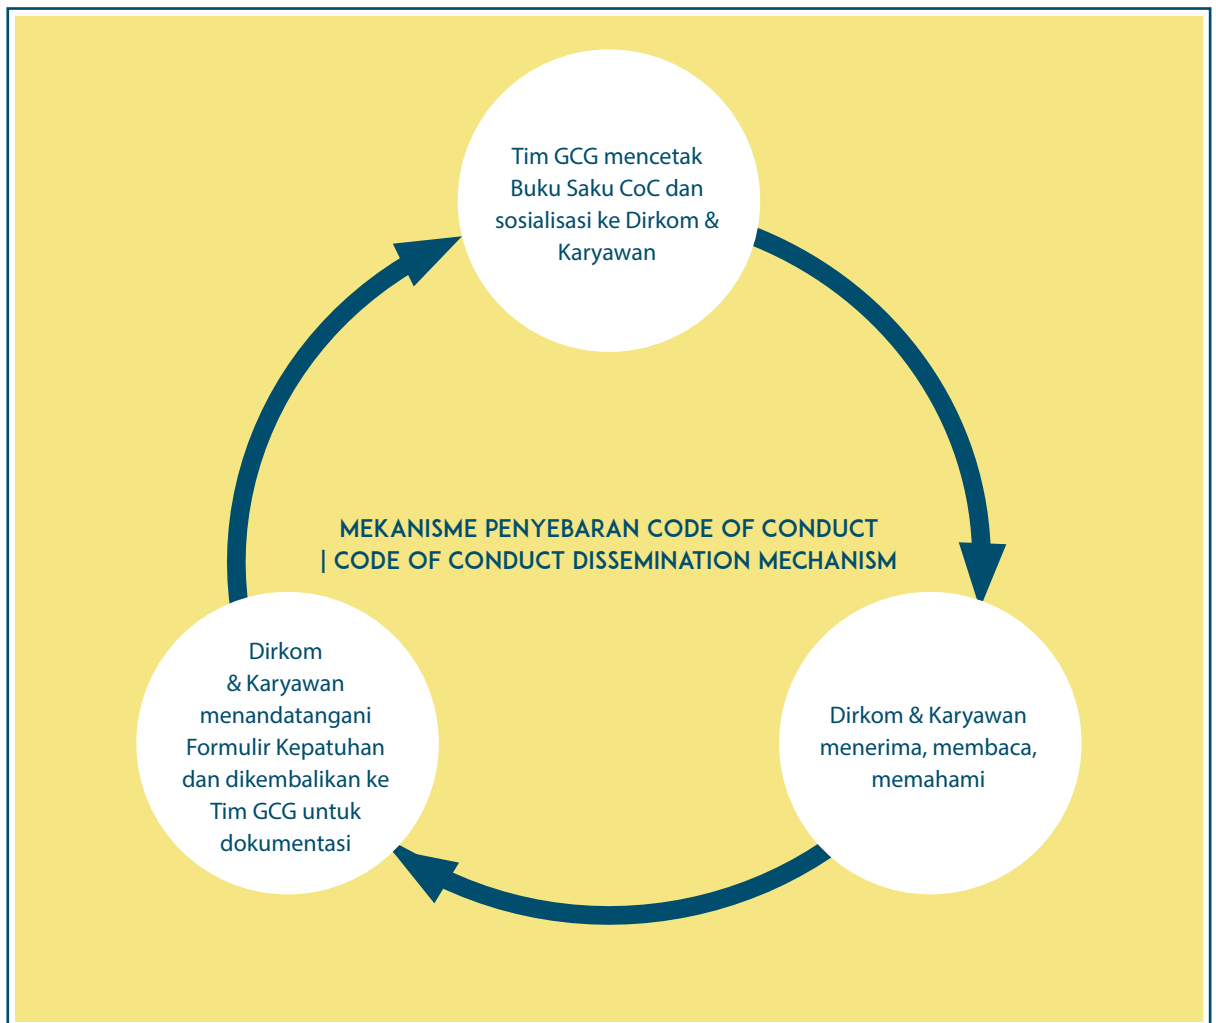 Tim GCG mencetak
Buku Saku CoC dan
sosialisasi ke Dirkom &
Karyawan
MEKANISME PENYEBARAN CODE OF CONDUCT
| CODE OF CONDUCT DISSEMINATION MECHANISM
Dirkom
& Karyawan
menandatangani
Formulir Kepatuhan
dan dikembalikan ke
Tim GCG untuk
dokumentasi
Dirkom & Karyawan
menerima, membaca,
memahami